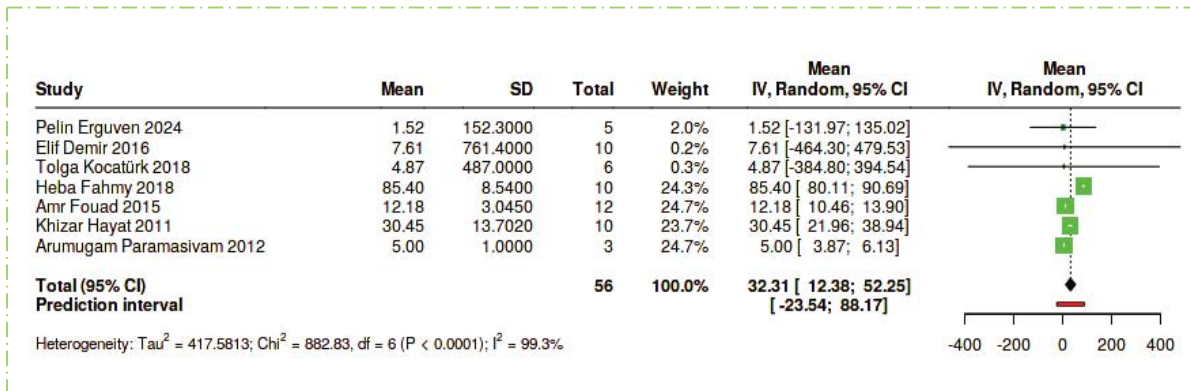 Mean Mean
Study Mean SD Total Weight IV, Random, 95% CI IV, Random, 95% CI
Pelin Erguven 2024 1.52 152.3000 5 2.0% 1.52 [-131.97; 135.02]
Elif Demir 2016 7.61 761.4000 10 0.2% 7.61 [-464.30; 479.53]
Tolga Kocatürk 2018 4.87 487.0000 6 0.3% 4.87 [-384.80; 394.54]
Heba Fahmy 2018 85.40 8.5400 10 24.3% 85.40 [ 80.11; 90.69]
Amr Fouad 2015 12.18 3.0450 12 24.7% 12.18 [ 10.46; 13.90]
Khizar Hayat 2011 30.45 13.7020 10 23.7% 30.45 [ 21.96; 38.94]
Arumugam Paramasivam 2012 5.00 1.0000 3 24.7% 5.00 [ 3.87; 6.13]
Total (95% CI) 56 100.0% 32.31 [ 12.38; 52.25]
Prediction interval [ -23.54; 88.17]
Heterogeneity: Tau² = 417.5813; Chi² = 882.83, df = 6 (P < 0.0001); I² = 99.3%
-400 -200 0 200 400